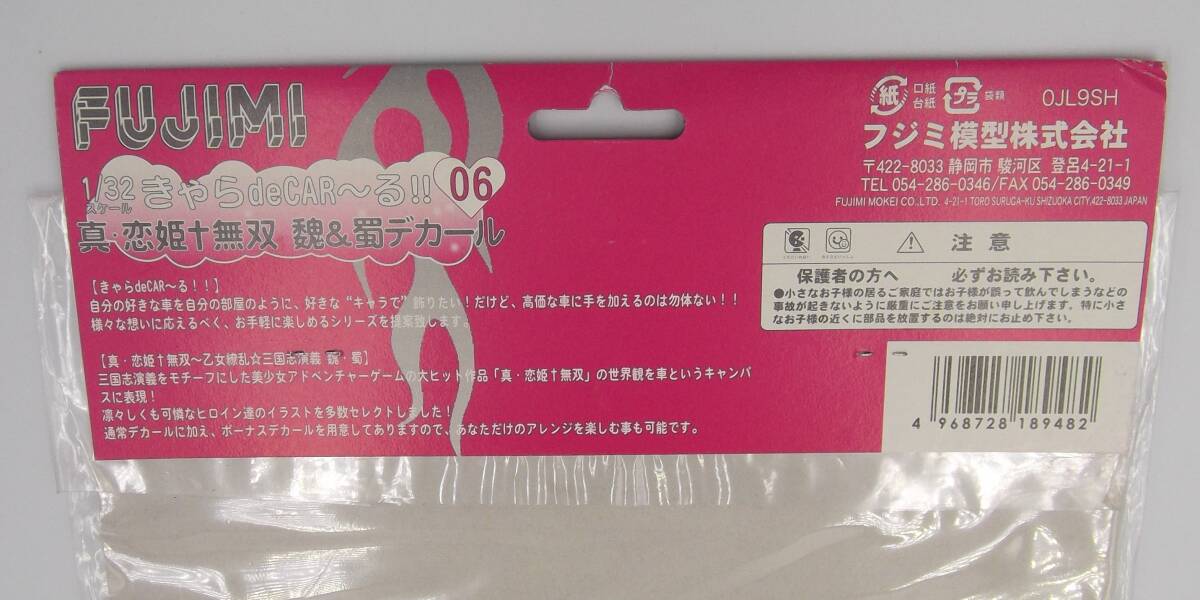 FUJIMI
1/32 きゃらdeCAR〜る!! 06
スケール
真・恋姫†無双 魏&蜀デカール
【きゃらdeCAR〜る！！】
自分の好きな車を自分の部屋のように、好きな“キャラで”飾りたい！だけど、高価な車に手を加えるのは勿体ない！！
様々な想いに応えるべく、お手軽に楽しめるシリーズを提案致します。
【真・恋姫†無双〜乙女繚乱☆三国志演義 魏・蜀】
三国志演義をモチーフにした美少女アドベンチャーゲームの大ヒット作品「真・恋姫†無双」の世界観を車というキャンバ
スに表現！
凛々しくも可憐なヒロイン達のイラストを多数セレクトしました！
通常デカールに加え、ボーナスデカールを用意してありますので、あなただけのアレンジを楽しむ事も可能です。
紙 口紙 台紙 プラ 袋類 0JL9SH
フジミ模型株式会社
〒422-8033 静岡市 駿河区 登呂4-21-1
TEL 054-286-0346/FAX 054-286-0349
FUJIMI MOKEI CO.,LTD. 4-21-1 TORO SURUGA-KU SHIZUOKA CITY,422-8033 JAPAN
注意
保護者の方へ 必ずお読み下さい。
●小さなお子様の居るご家庭ではお子様が誤って飲んでしまうなどの
事故が起きないように厳重にご注意をお願い申し上げます。特に小さ
なお子様の近くに部品を放置するのは絶対にお止め下さい。
4 968728 189482